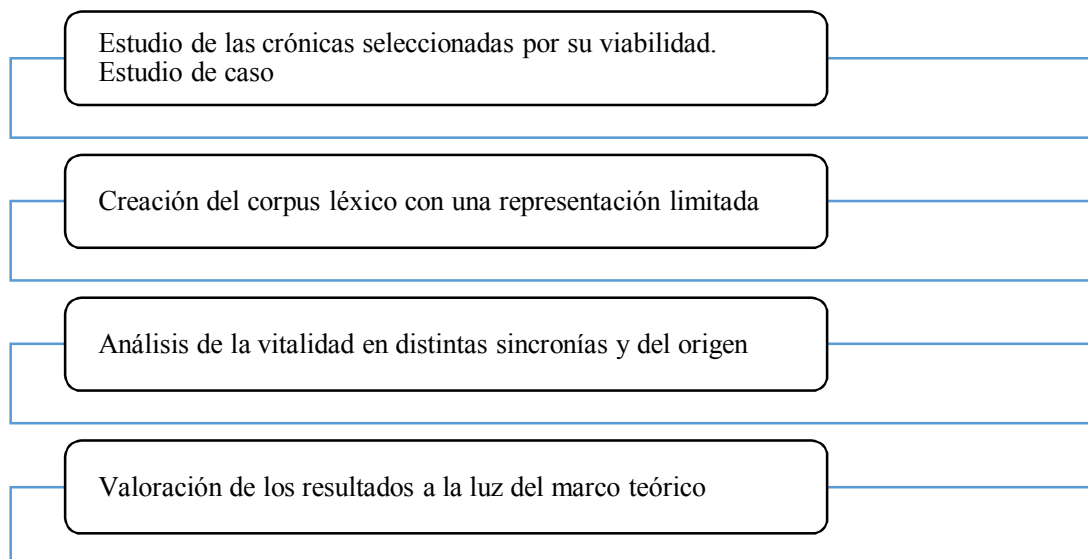 Estudio de las crónicas seleccionadas por su viabilidad.
Estudio de caso
Creación del corpus léxico con una representación limitada
Análisis de la vitalidad en distintas sincronías y del origen
Valoración de los resultados a la luz del marco teórico